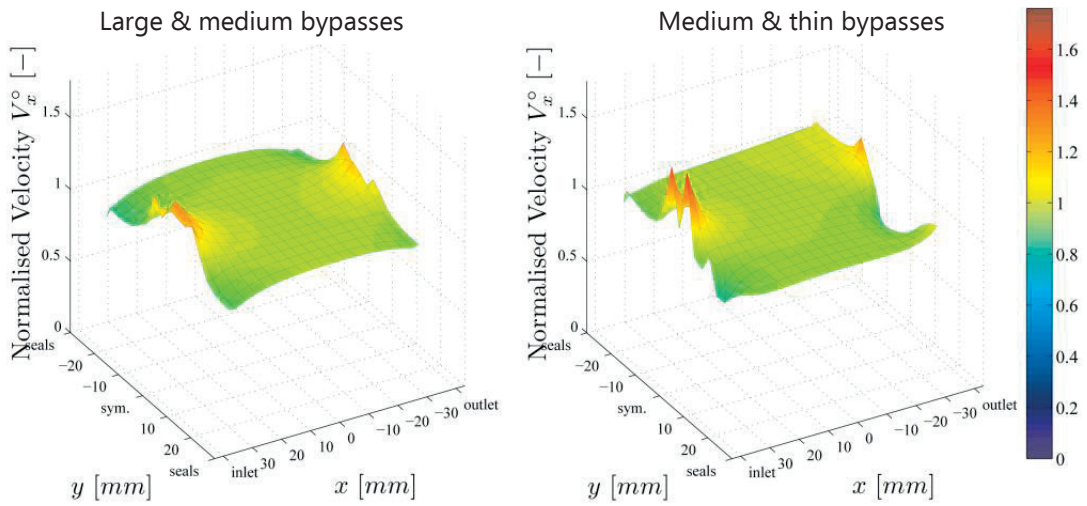 Large & medium bypasses
Medium & thin bypasses
Normalised Velocity V_x^° [−]
1.5
1
0.5
0
seals
−20
−10
sym.
10
20
seals
inlet
30
20
10
0
−10
−20
−30
outlet
y [mm]
x [mm]
Normalised Velocity V_x^° [−]
1.5
1
0.5
0
seals
−20
−10
sym.
10
20
seals
inlet
30
20
10
0
−10
−20
−30
outlet
y [mm]
x [mm]
1.6
1.4
1.2
1
0.8
0.6
0.4
0.2
0